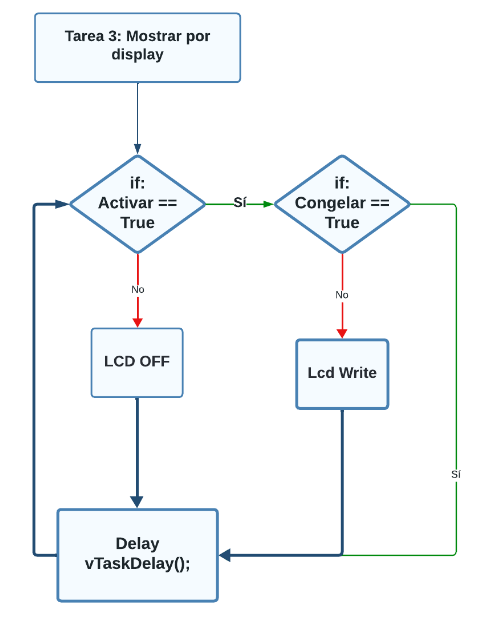 Tarea 3: Mostrar por
display
if:
Activar ==
True
Sí
if:
Congelar ==
True
No
No
LCD OFF
Lcd Write
Sí
Delay
vTaskDelay();